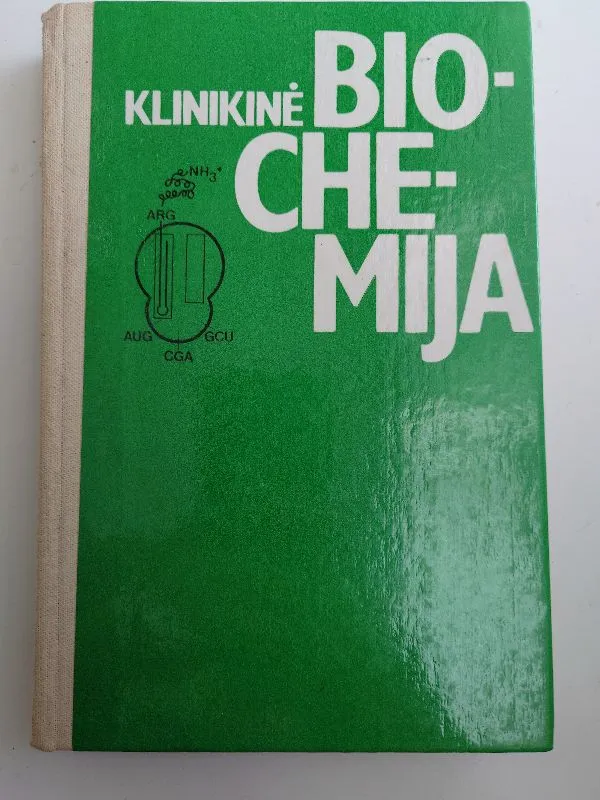 KLINIKINĖ BIO-
CHE-
MIJA
NH₃⁺
ARG
AUG GCU
CGA